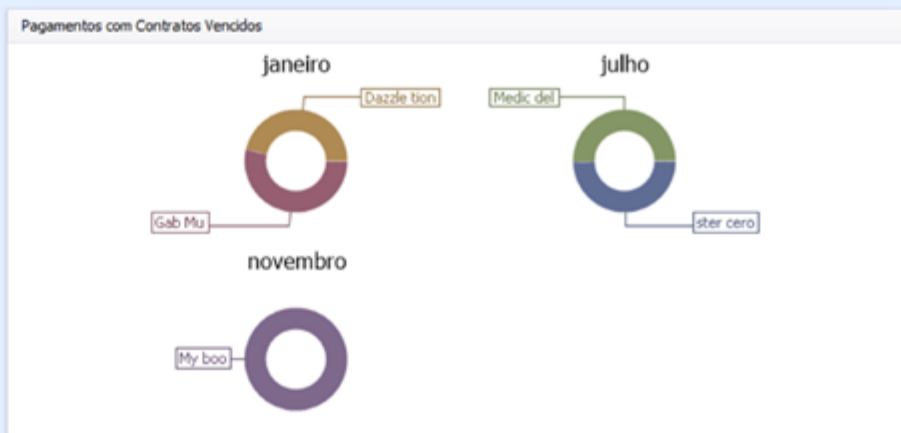 Pagamentos com Contratos Vencidos
janeiro
julho
Dazzle tion
Medic del
Gab Mu
ster cero
novembro
My boo